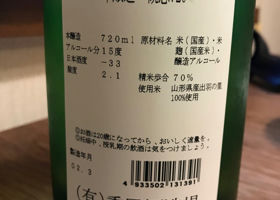 本醸造 720ml 原材料名 米(国産)・米
アルコール分15度 麹(国産米)・
日本酒度 −33 醸造アルコール
酸度 2.1 精米歩合 70%
使用米 山形県産出羽の里
100%使用
◎お酒は20歳になってから、おいしく適量を。
◎妊娠中、授乳期の飲酒は気をつけましょう。
製造年月
02.3
4 933502 131391
(有)